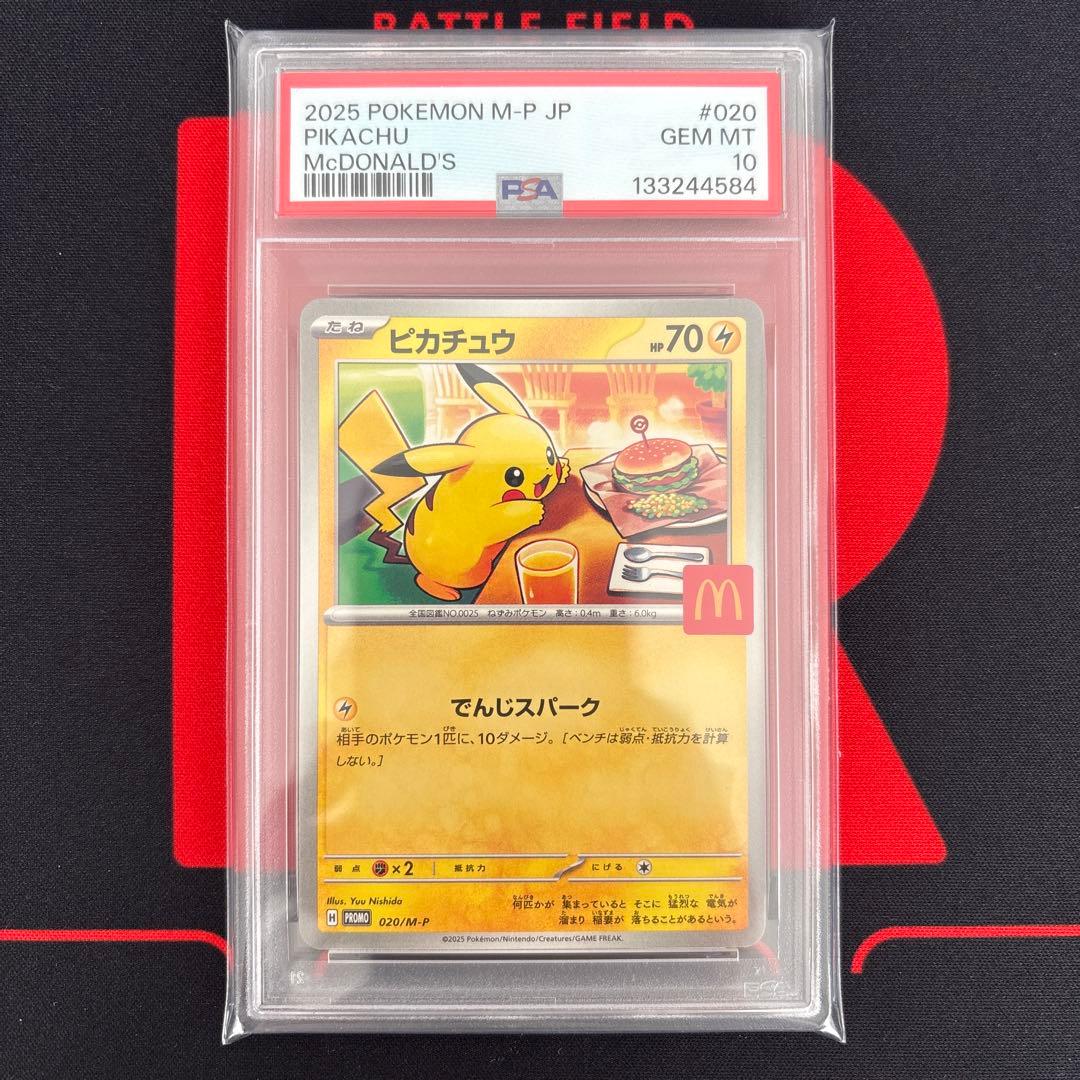 BATTLE FIELD
2025 POKEMON M-P JP #020
PIKACHU GEM MT
McDONALD'S 10
PSA 133244584
たね ピカチュウ HP70
全国図鑑NO.0025 ねずみポケモン 高さ:0.4m 重さ:6.0kg
でんじスパーク
相手のポケモン1匹に、10ダメージ。[ベンチは弱点・抵抗力を計算
しない。]
弱点 ×2 抵抗力 にげる
Illus. Yuu Nishida
H PROMO 020/M-P
何匹かが 集まっていると そこに 猛烈な 電気が
溜まり 稲妻が 落ちることがあるという。
©2025 Pokémon/Nintendo/Creatures/GAME FREAK.